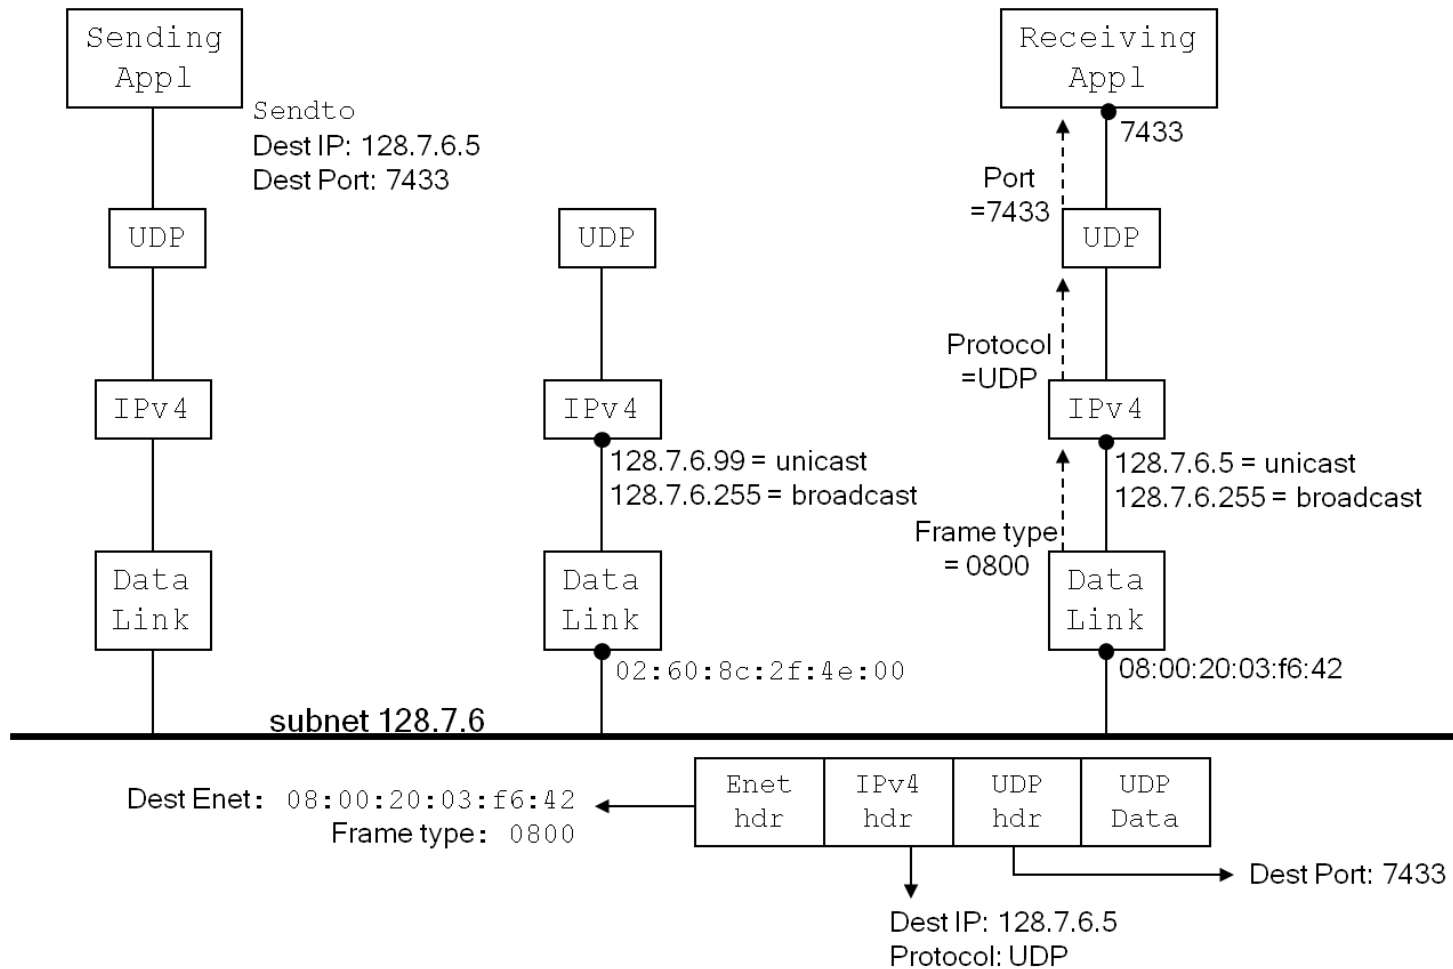 Sending
Appl
Sendto
Dest IP: 128.7.6.5
Dest Port: 7433
Receiving
Appl
7433
Port
=7433
UDP
UDP
UDP
Protocol
=UDP
IPv4
IPv4
IPv4
128.7.6.99 = unicast
128.7.6.255 = broadcast
128.7.6.5 = unicast
128.7.6.255 = broadcast
Frame type
= 0800
Data
Link
Data
Link
Data
Link
02:60:8c:2f:4e:00
08:00:20:03:f6:42
subnet 128.7.6
Dest Enet: 08:00:20:03:f6:42
Frame type: 0800
Enet
hdr
IPv4
hdr
UDP
hdr
UDP
Data
Dest Port: 7433
Dest IP: 128.7.6.5
Protocol: UDP